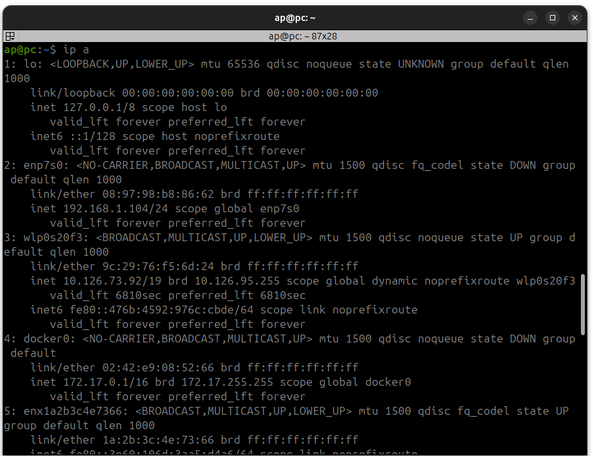 ap@pc: ~
ap@pc: ~ 87x28
ap@pc:~$ ip a
1: lo: <LOOPBACK,UP,LOWER_UP> mtu 65536 qdisc noqueue state UNKNOWN group default qlen
1000
    link/loopback 00:00:00:00:00:00 brd 00:00:00:00:00:00
    inet 127.0.0.1/8 scope host lo
       valid_lft forever preferred_lft forever
    inet6 ::1/128 scope host noprefixroute
       valid_lft forever preferred_lft forever
2: enp7s0: <NO-CARRIER,BROADCAST,MULTICAST,UP> mtu 1500 qdisc fq_codel state DOWN group
 default qlen 1000
    link/ether 08:97:98:b8:86:62 brd ff:ff:ff:ff:ff:ff
    inet 192.168.1.104/24 scope global enp7s0
       valid_lft forever preferred_lft forever
3: wlp0s20f3: <BROADCAST,MULTICAST,UP,LOWER_UP> mtu 1500 qdisc noqueue state UP group d
efault qlen 1000
    link/ether 9c:29:76:f5:6d:24 brd ff:ff:ff:ff:ff:ff
    inet 10.126.73.92/19 brd 10.126.95.255 scope global dynamic noprefixroute wlp0s20f3
       valid_lft 6810sec preferred_lft 6810sec
    inet6 fe80::476b:4592:976c:cbde/64 scope link noprefixroute
       valid_lft forever preferred_lft forever
4: docker0: <NO-CARRIER,BROADCAST,MULTICAST,UP> mtu 1500 qdisc noqueue state DOWN group
 default
    link/ether 02:42:e9:08:52:66 brd ff:ff:ff:ff:ff:ff
    inet 172.17.0.1/16 brd 172.17.255.255 scope global docker0
       valid_lft forever preferred_lft forever
5: enx1a2b3c4e7366: <BROADCAST,MULTICAST,UP,LOWER_UP> mtu 1500 qdisc fq_codel state UP
group default qlen 1000
    link/ether 1a:2b:3c:4e:73:66 brd ff:ff:ff:ff:ff:ff
    inet6 scope link noprefixroute